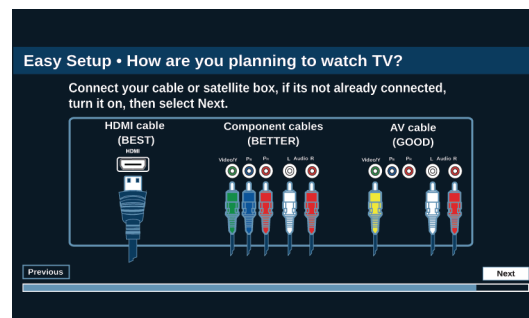 Easy Setup • How are you planning to watch TV?
Connect your cable or satellite box, if its not already connected,
turn it on, then select Next.
HDMI cable
(BEST)
HDMI
Component cables
(BETTER)
Video/Y PB PR L Audio R
AV cable
(GOOD)
Video/Y PB PR L Audio R
Previous
Next